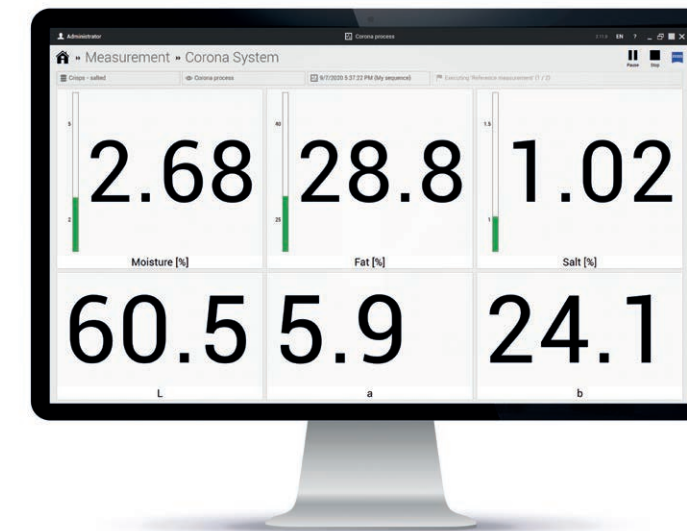 Administrator Corona process EN ?
» Measurement » Corona System
Pause Stop
Crisps - salted Corona process 9/7/2020 5:37:22 PM (My sequence) Executing 'Reference measurement' (1 / 2)
5 40 1.5
2.68 28.8 1.02
2 25 1
Moisture [%] Fat [%] Salt [%]
60.5 5.9 24.1
L a b